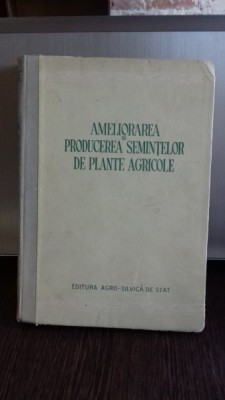 AMELIORAREA
ȘI
PRODUCEREA SEMINȚELOR
DE PLANTE AGRICOLE
EDITURA AGRO-SILVICĂ DE STAT